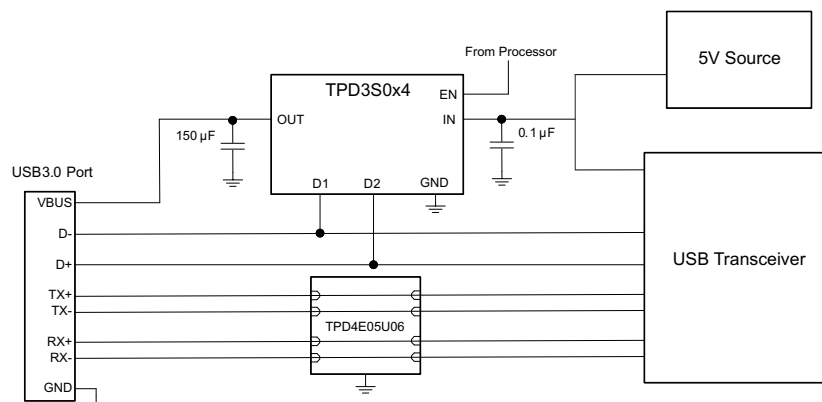 From Processor
5V Source
TPD3S0x4
EN
OUT
IN
150 µF
0.1 µF
USB3.0 Port
D1
D2
GND
VBUS
D-
D+
USB Transceiver
TX+
TX-
TPD4E05U06
RX+
RX-
GND